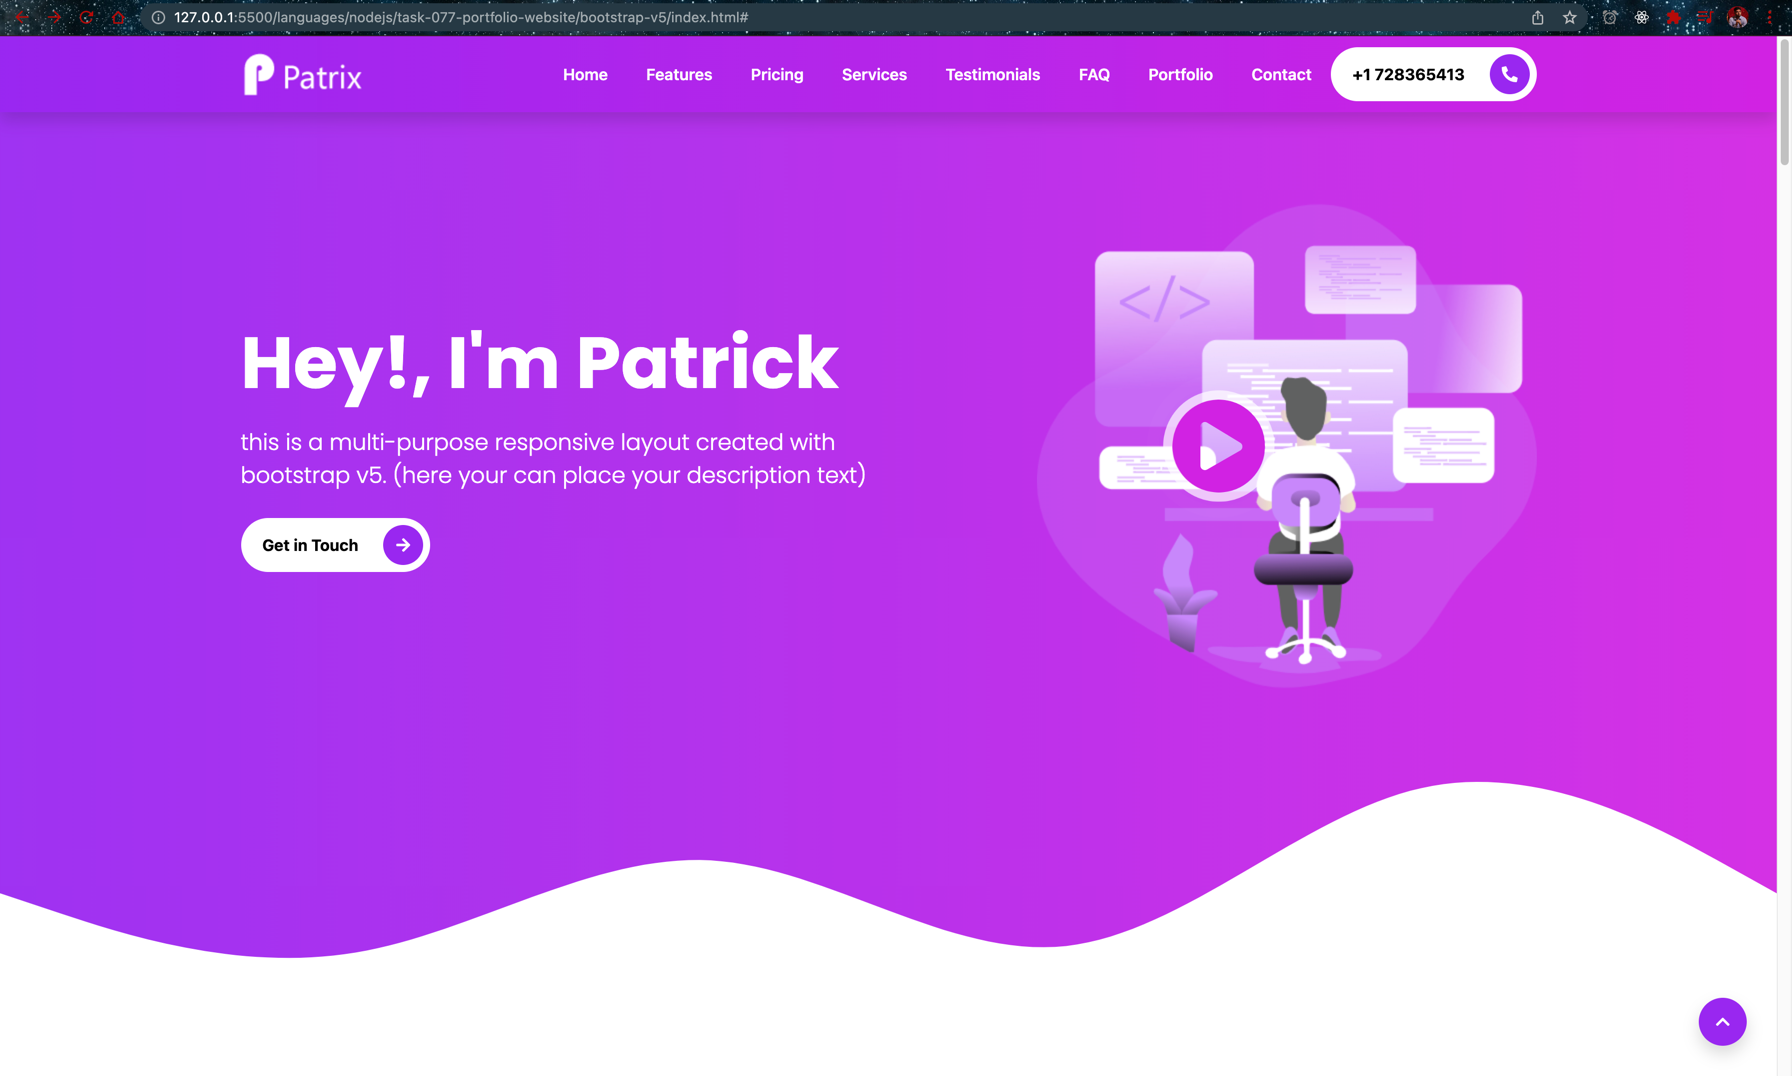 127.0.0.1:5500/languages/nodejs/task-077-portfolio-website/bootstrap-v5/index.html#
Patrix
Home Features Pricing Services Testimonials FAQ Portfolio Contact +1 728365413
</>
Hey!, I'm Patrick
this is a multi-purpose responsive layout created with
bootstrap v5. (here your can place your description text)
Get in Touch